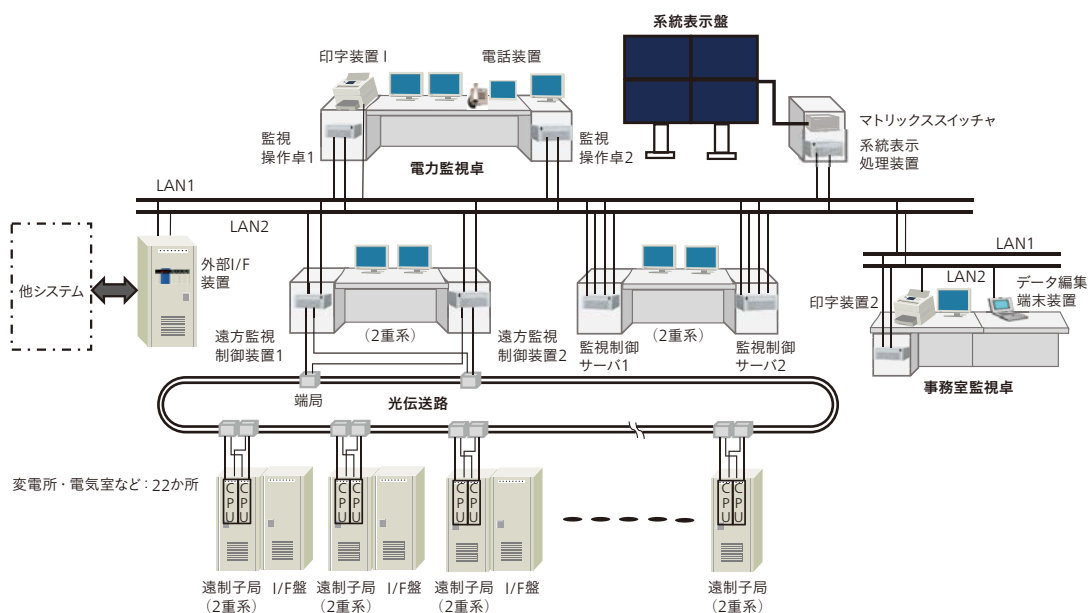 系統表示盤
印字装置1
電話装置
マトリックススイッチャ
系統表示
処理装置
監視
操作卓1
監視
操作卓2
電力監視卓
LAN1
LAN2
LAN1
LAN2
外部I/F
装置
他システム
データ編集
端末装置
印字装置2
(2重系)
(2重系)
遠方監視
制御装置1
遠方監視
制御装置2
監視制御
サーバ1
監視制御
サーバ2
事務室監視卓
端局
光伝送路
変電所・電気室など：22か所
CPU
CPU
CPU
CPU
CPU
CPU
CPU
CPU
遠制子局
(2重系)
I/F盤
遠制子局
(2重系)
I/F盤
遠制子局
(2重系)
I/F盤
遠制子局
(2重系)